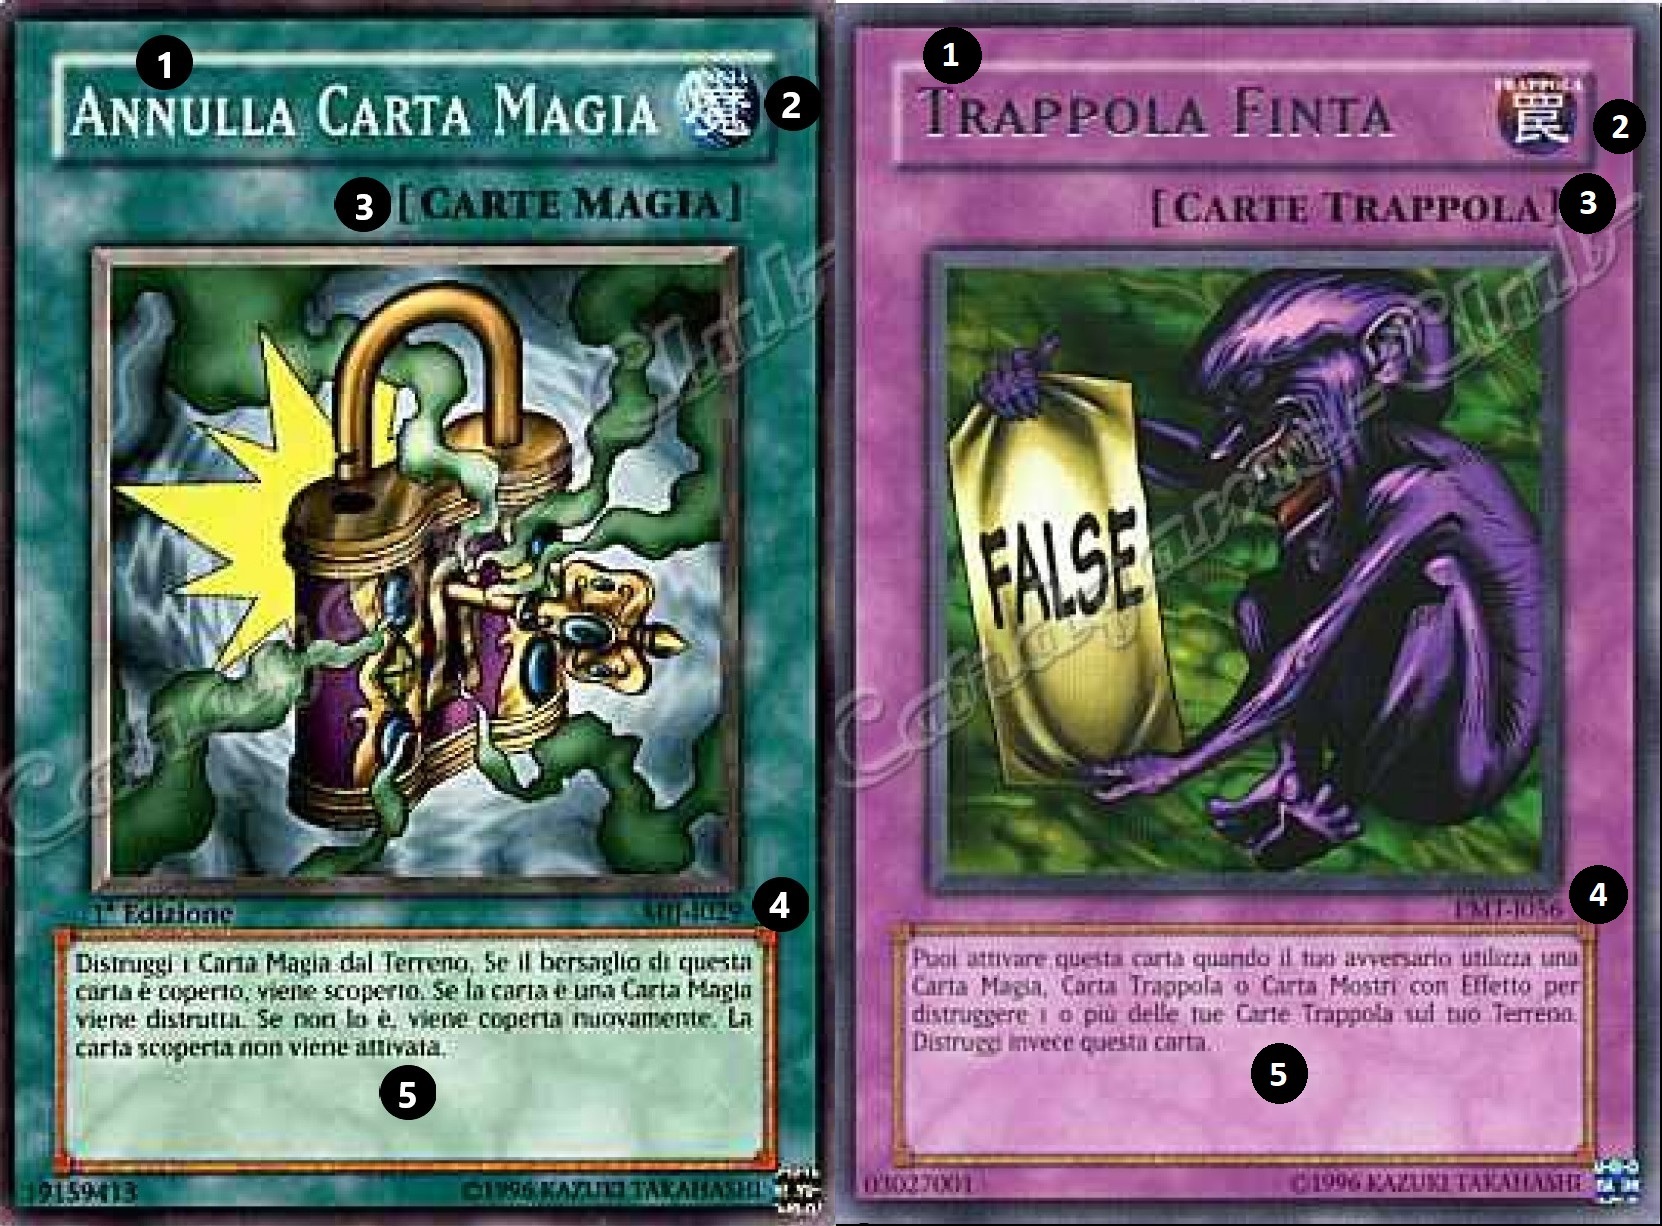 1
ANNULLA CARTA MAGIA
2
3
[CARTE MAGIA]
1ª Edizione
4
Distruggi 1 Carta Magia dal Terreno. Se il bersaglio di questa
carta è coperto, viene scoperto. Se la carta è una Carta Magia
viene distrutta. Se non lo è, viene coperta nuovamente. La
carta scoperta non viene attivata.
5
19159413
©1996 KAZUKI TAKAHASHI
1
TRAPPOLA FINTA
TRAPPOLA
罠
2
[CARTE TRAPPOLA]
3
FALSE
PMT-I056
4
Puoi attivare questa carta quando il tuo avversario utilizza una
Carta Magia, Carta Trappola o Carta Mostri con Effetto per
distruggere 1 o più delle tue Carte Trappola sul tuo Terreno.
Distruggi invece questa carta.
5
03027001
©1996 KAZUKI TAKAHASHI